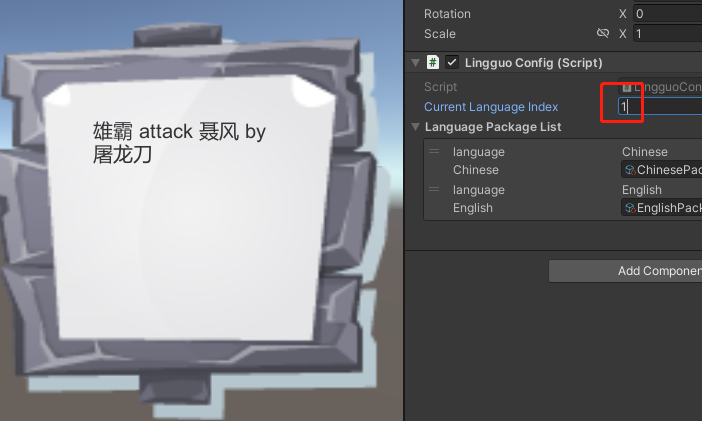 雄霸 attack 聂风 by
屠龙刀
Rotation X 0
Scale X 1
# Lingguo Config (Script)
Script # LingguoCon
Current Language Index 1
Language Package List
language Chinese
Chinese ChinesePac
language English
English EnglishPack
Add Componen